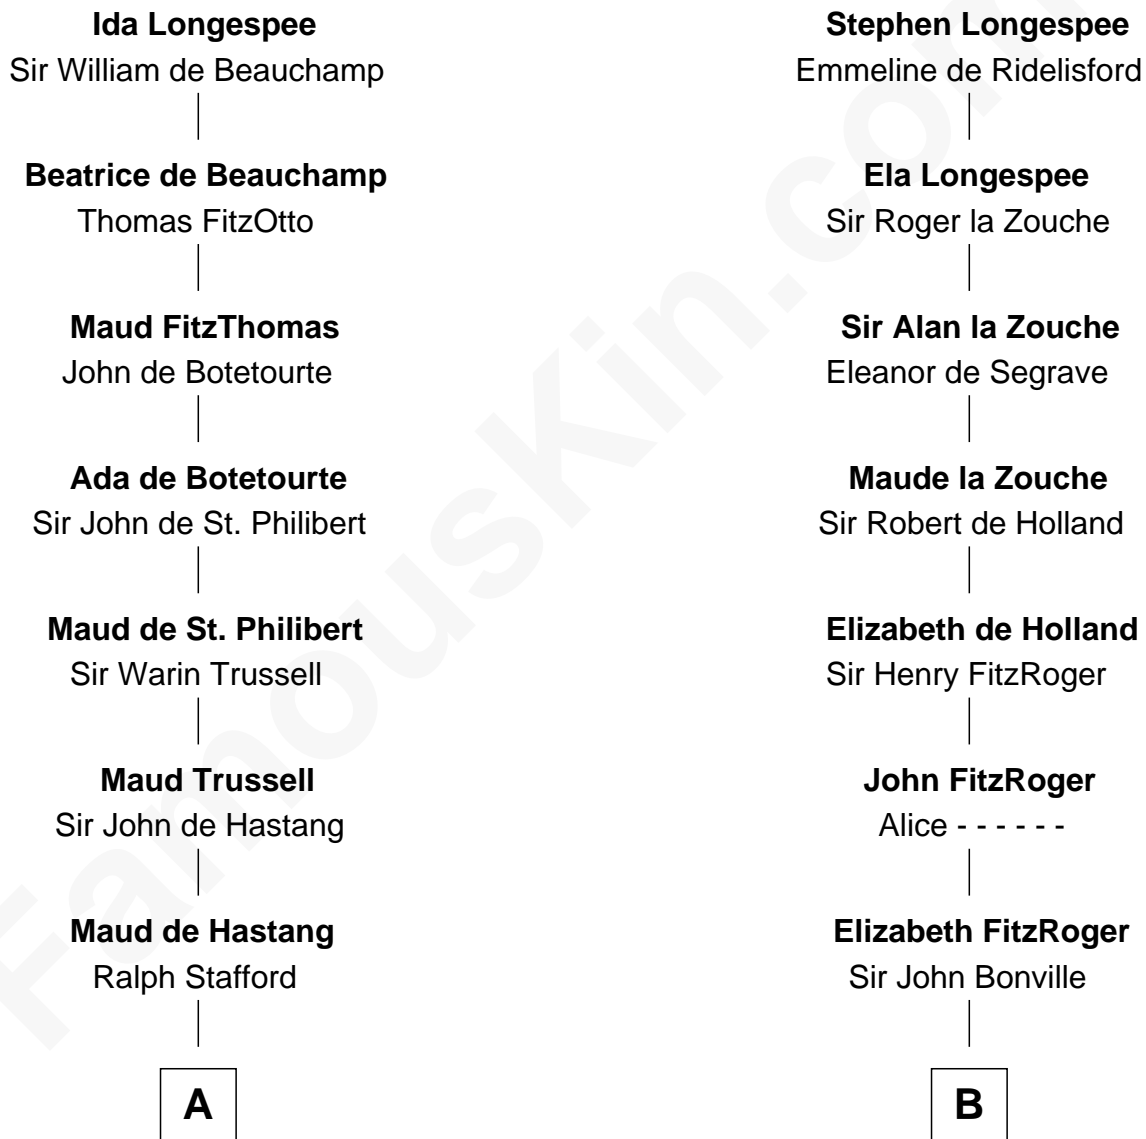 Ida Longespee
Sir William de Beauchamp
Beatrice de Beauchamp
Thomas FitzOtto
Maud FitzThomas
John de Botetourte
Ada de Botetourte
Sir John de St. Philibert
Maud de St. Philibert
Sir Warin Trussell
Maud Trussell
Sir John de Hastang
Maud de Hastang
Ralph Stafford
A
Stephen Longespee
Emmeline de Ridelisford
Ela Longespee
Sir Roger la Zouche
Sir Alan la Zouche
Eleanor de Segrave
Maude la Zouche
Sir Robert de Holland
Elizabeth de Holland
Sir Henry FitzRoger
John FitzRoger
Alice - - - - - -
Elizabeth FitzRoger
Sir John Bonville
B
FamousKin.com